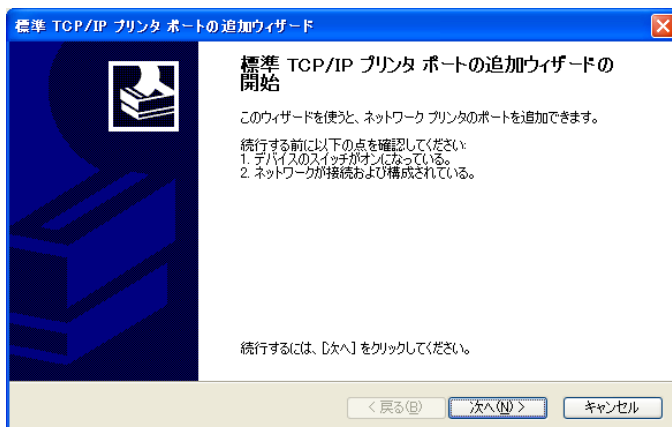 標準 TCP/IP プリンタ ポートの追加ウィザード
標準 TCP/IP プリンタ ポートの追加ウィザードの
開始
このウィザードを使うと、ネットワーク プリンタのポートを追加できます。
続行する前に以下の点を確認してください:
1. デバイスのスイッチがオンになっている。
2. ネットワークが接続および構成されている。
続行するには、[次へ] をクリックしてください。
< 戻る(B)
次へ(N) >
キャンセル